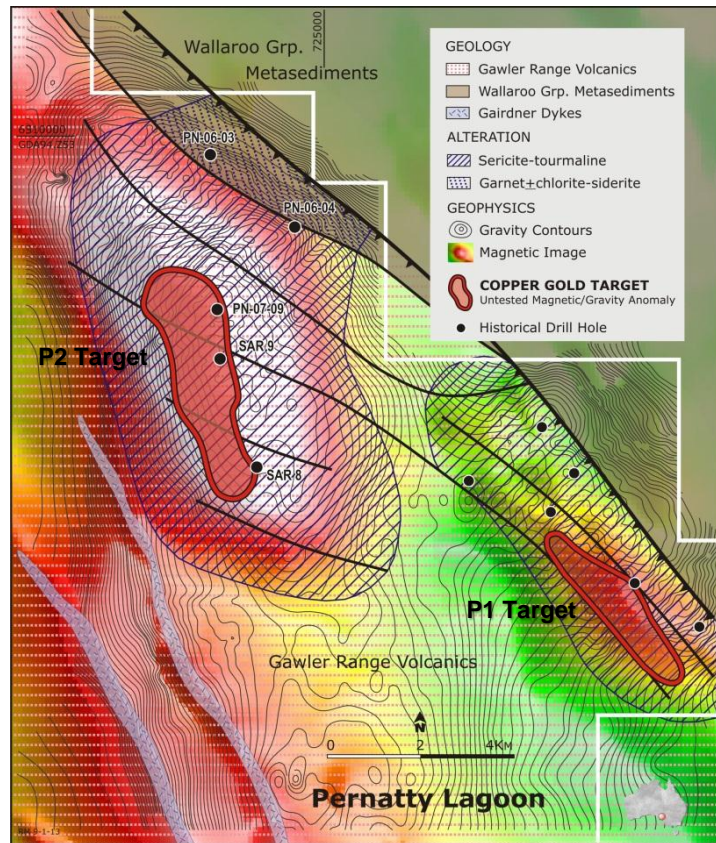 Wallaroo Grp.
Metasediments
725000
6510000
GDA94 Z53
PN-06-03
PN-06-04
PN-07-09
SAR 9
SAR 8
P2 Target
P1 Target
Gawler Range Volcanics
GEOLOGY
Gawler Range Volcanics
Wallaroo Grp. Metasediments
Gairdner Dykes
ALTERATION
Sericite-tourmaline
Garnet±chlorite-siderite
GEOPHYSICS
Gravity Contours
Magnetic Image
COPPER GOLD TARGET
Untested Magnetic/Gravity Anomaly
Historical Drill Hole
N
0 2 4Km
Pernatty Lagoon